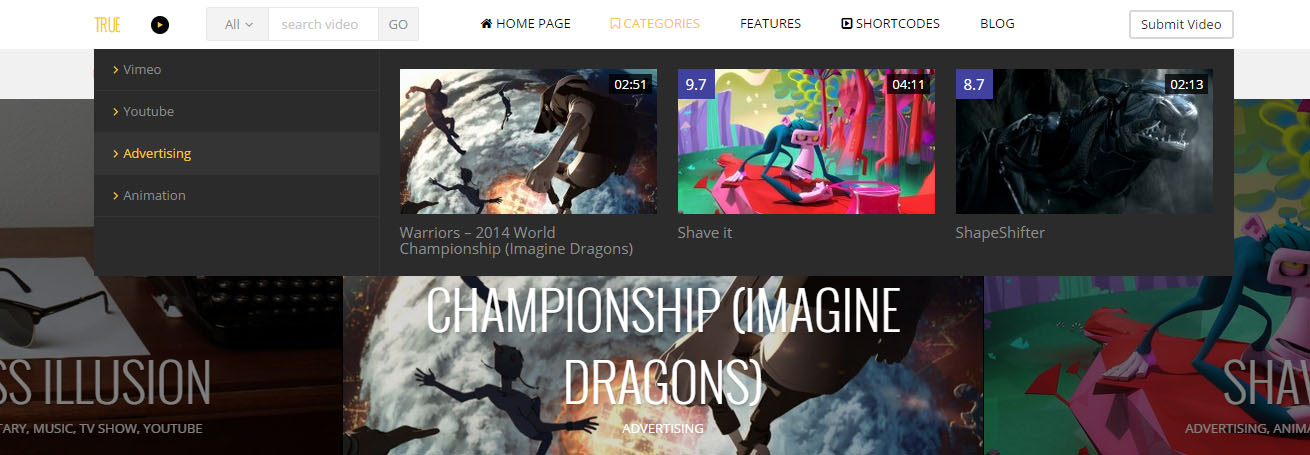 TRUE
All
search video
GO
HOME PAGE
CATEGORIES
FEATURES
SHORTCODES
BLOG
Submit Video
Vimeo
Youtube
Advertising
Animation
02:51
Warriors – 2014 World
Championship (Imagine Dragons)
9.7
04:11
Shave it
8.7
02:13
ShapeShifter
SS ILLUSION
TARY, MUSIC, TV SHOW, YOUTUBE
CHAMPIONSHIP (IMAGINE
DRAGONS)
ADVERTISING
SHAV
ADVERTISING, ANIMA